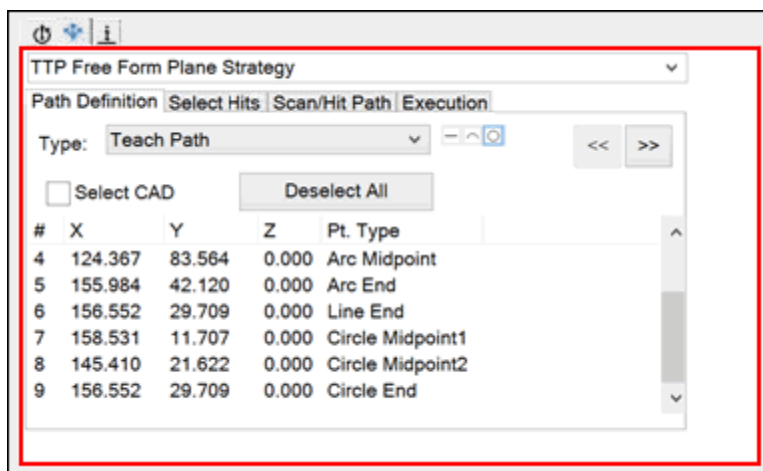 TTP Free Form Plane Strategy
Path Definition Select Hits Scan/Hit Path Execution
Type: Teach Path << >>
Select CAD Deselect All
# X Y Z Pt. Type
4 124.367 83.564 0.000 Arc Midpoint
5 155.984 42.120 0.000 Arc End
6 156.552 29.709 0.000 Line End
7 158.531 11.707 0.000 Circle Midpoint1
8 145.410 21.622 0.000 Circle Midpoint2
9 156.552 29.709 0.000 Circle End